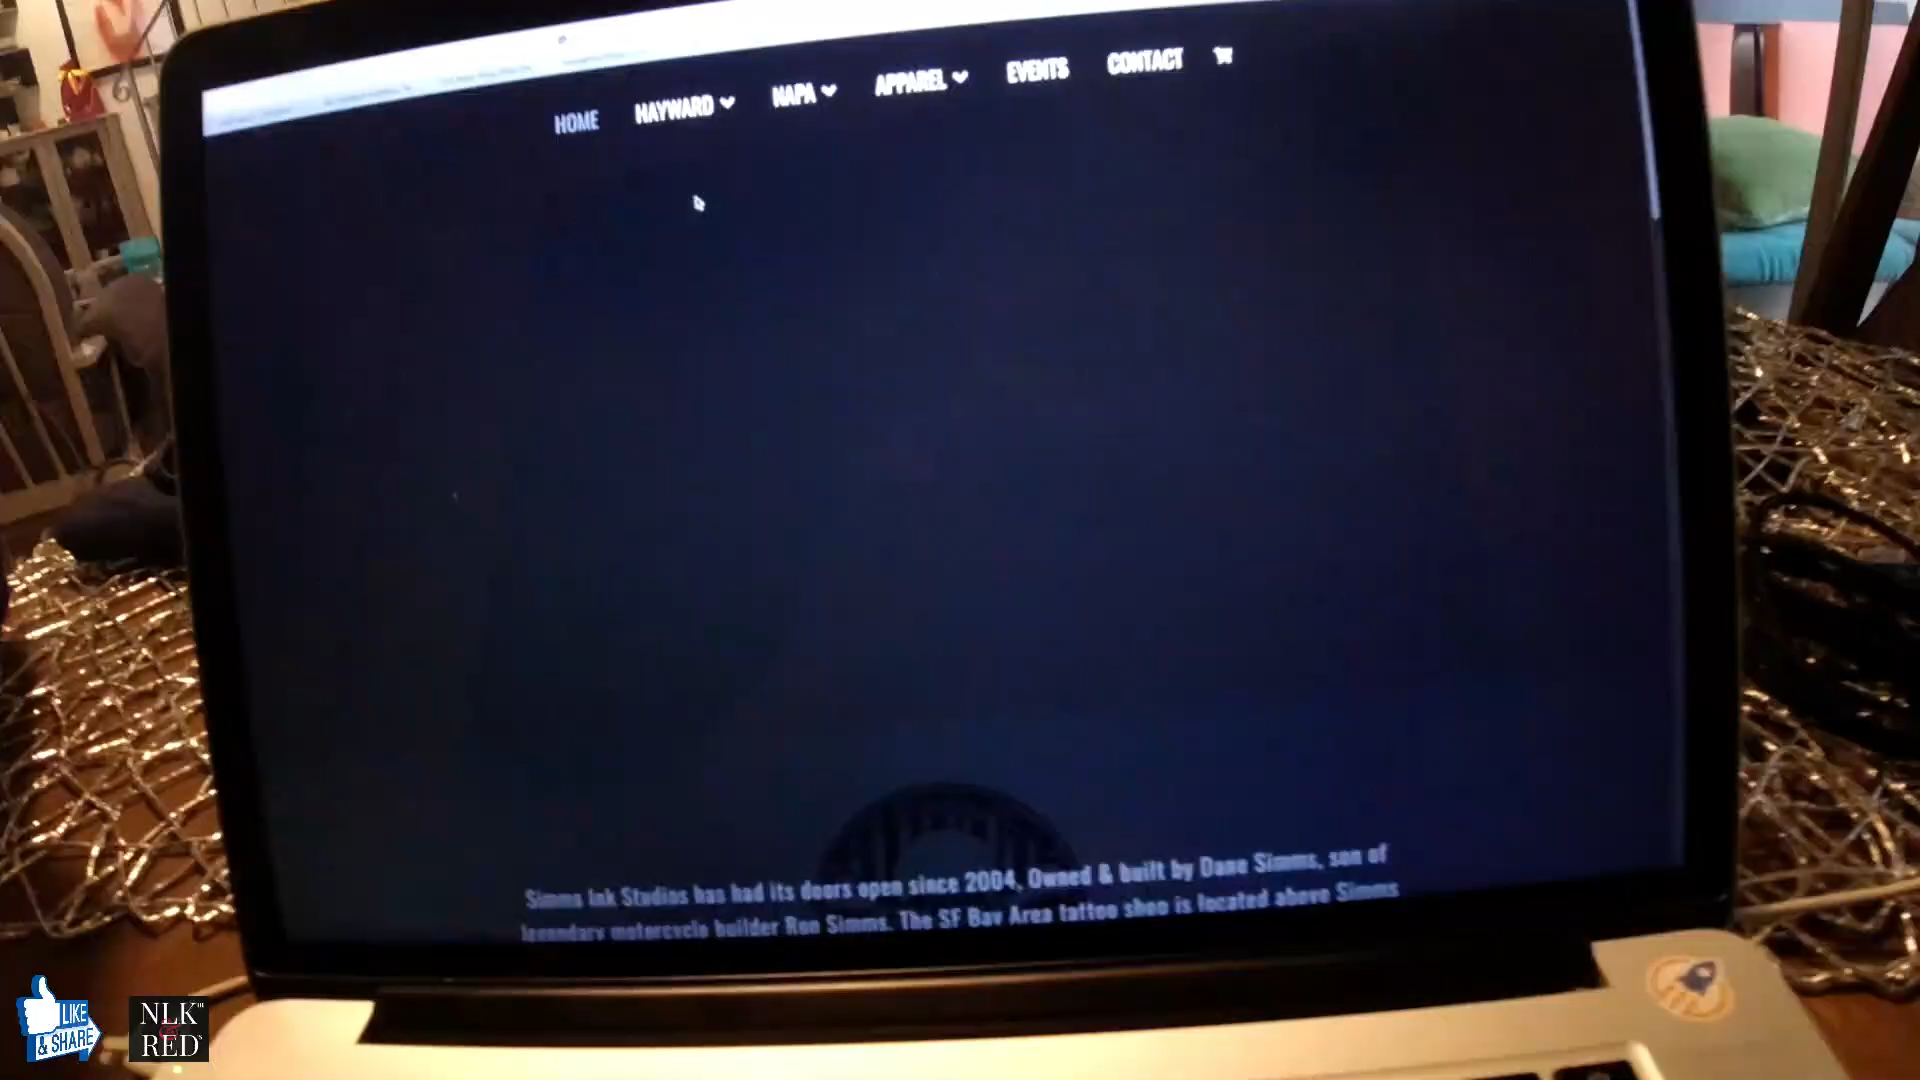 HOME HAYWARD NAPA APPAREL EVENTS CONTACT
Simms Ink Studios has had its doors open since 2004. Owned & built by Dane Simms, son of
legendary motorcycle builder Ron Simms. The SF Bay Area tattoo shop is located above Simms
LIKE
& SHARE
NLK™
&
RED
6